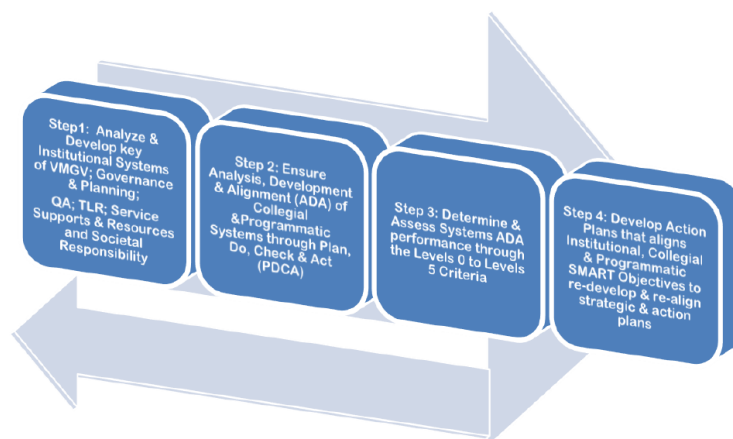 Step1: Analyze &
Develop key
Institutional Systems
of VMGV; Governance
& Planning;
QA; TLR; Service
Supports & Resources
and Societal
Responsibility
Step 2: Ensure
Analysis, Development
& Alignment (ADA) of
Collegial
&Programmatic
Systems through Plan,
Do, Check & Act
(PDCA)
Step 3: Determine &
Assess Systems ADA
performance through
the Levels 0 to Levels
5 Criteria
Step 4: Develop Action
Plans that aligns
Institutional, Collegial
& Programmatic
SMART Objectives to
re-develop & re-align
strategic & action
plans